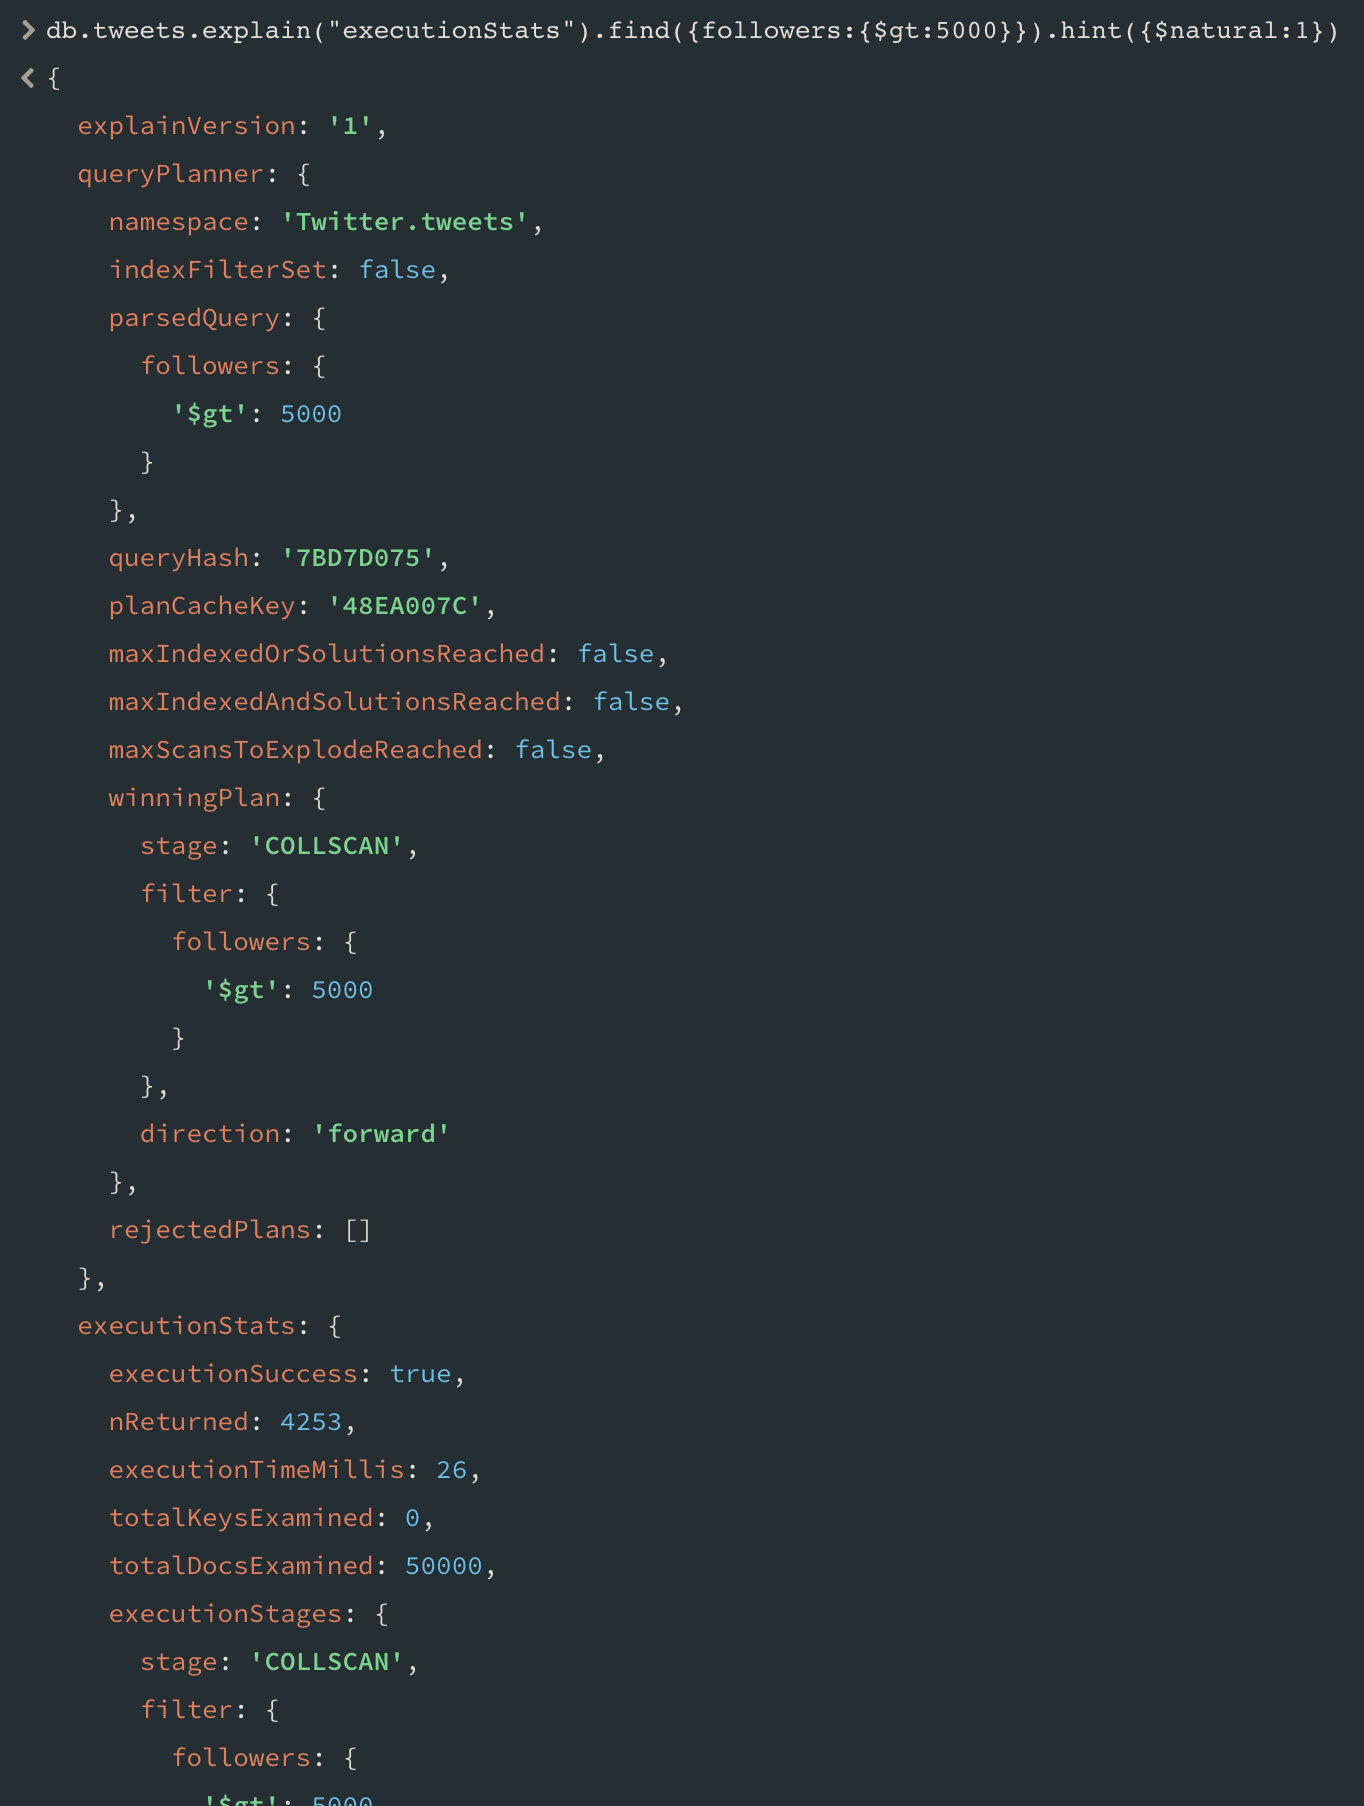 db.tweets.explain("executionStats").find({followers:{$gt:5000}}).hint({$natural:1})
{
explainVersion: '1',
queryPlanner: {
namespace: 'Twitter.tweets',
indexFilterSet: false,
parsedQuery: {
followers: {
'$gt': 5000
}
},
queryHash: '7BD7D075',
planCacheKey: '48EA007C',
maxIndexedOrSolutionsReached: false,
maxIndexedAndSolutionsReached: false,
maxScansToExplodeReached: false,
winningPlan: {
stage: 'COLLSCAN',
filter: {
followers: {
'$gt': 5000
}
},
direction: 'forward'
},
rejectedPlans: []
},
executionStats: {
executionSuccess: true,
nReturned: 4253,
executionTimeMillis: 26,
totalKeysExamined: 0,
totalDocsExamined: 50000,
executionStages: {
stage: 'COLLSCAN',
filter: {
followers: {
'$gt': 5000